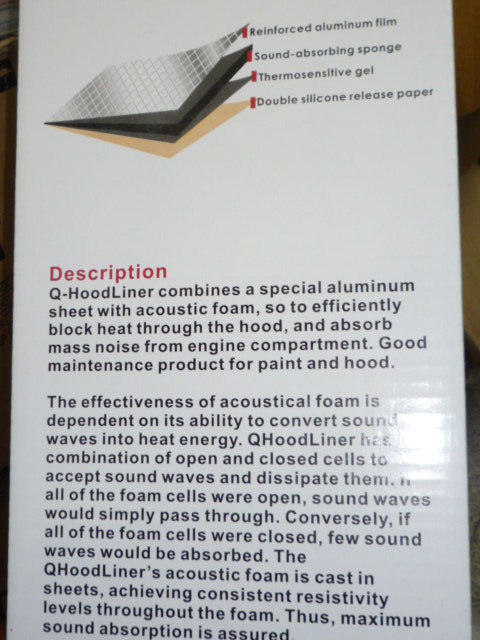 Reinforced aluminum film
Sound-absorbing sponge
Thermosensitive gel
Double silicone release paper
Description
Q-HoodLiner combines a special aluminum
sheet with acoustic foam, so to efficiently
block heat through the hood, and absorb
mass noise from engine compartment. Good
maintenance product for paint and hood.
The effectiveness of acoustical foam is
dependent on its ability to convert sound
waves into heat energy. QHoodLiner has
combination of open and closed cells to
accept sound waves and dissipate them. If
all of the foam cells were open, sound waves
would simply pass through. Conversely, if
all of the foam cells were closed, few sound
waves would be absorbed. The
QHoodLiner's acoustic foam is cast in
sheets, achieving consistent resistivity
levels throughout the foam. Thus, maximum
sound absorption is assured.